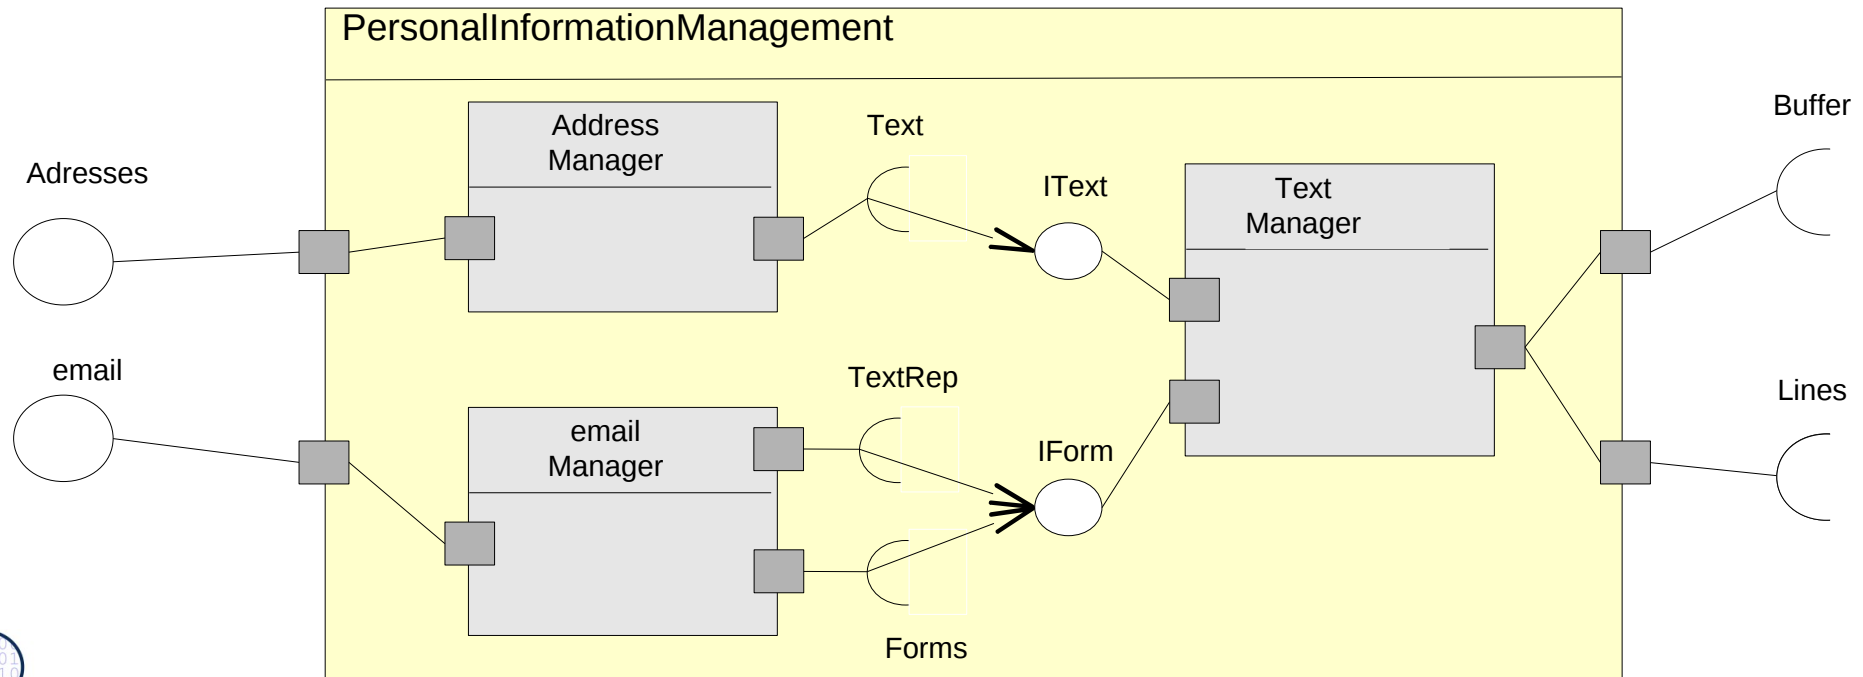 PersonalInformationManagement
Buffer
Address
Manager
Text
Adresses
IText
Text
Manager
email
TextRep
Lines
email
Manager
IForm
Forms